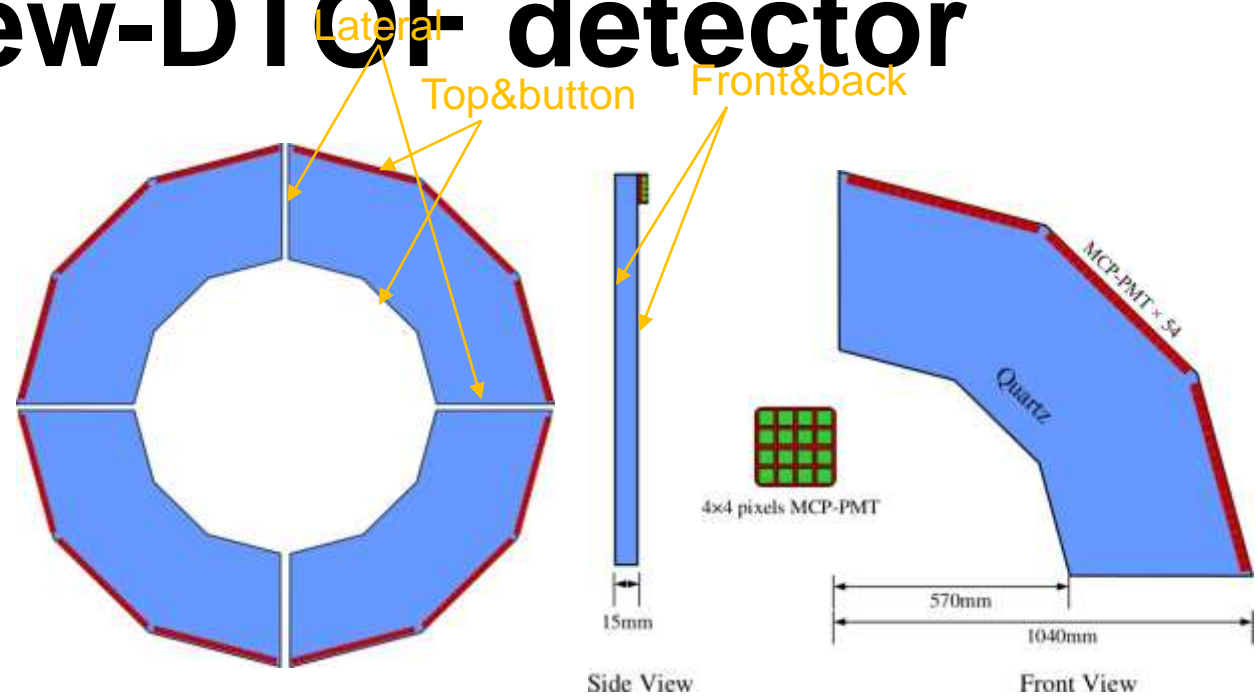 ew-DTOF detector
Lateral
Top&button
Front&back
MCP-PMT × 54
Quartz
4×4 pixels MCP-PMT
570mm
15mm
1040mm
Side View
Front View